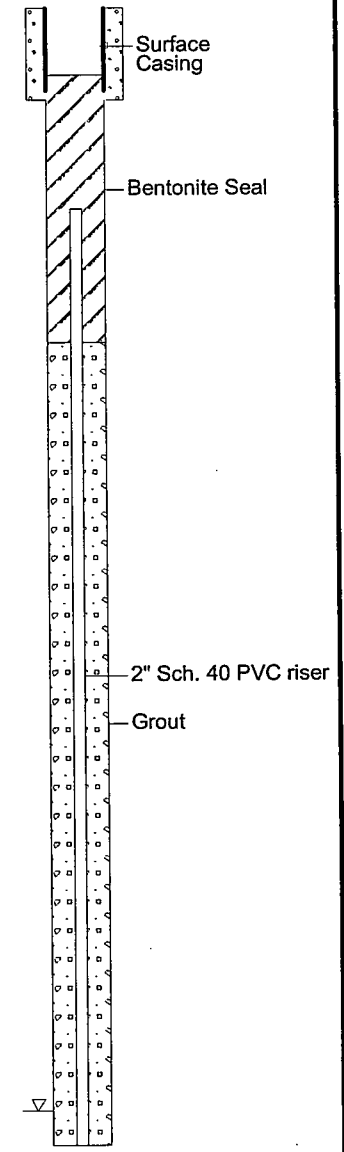 Surface
Casing
Bentonite Seal
2" Sch. 40 PVC riser
Grout